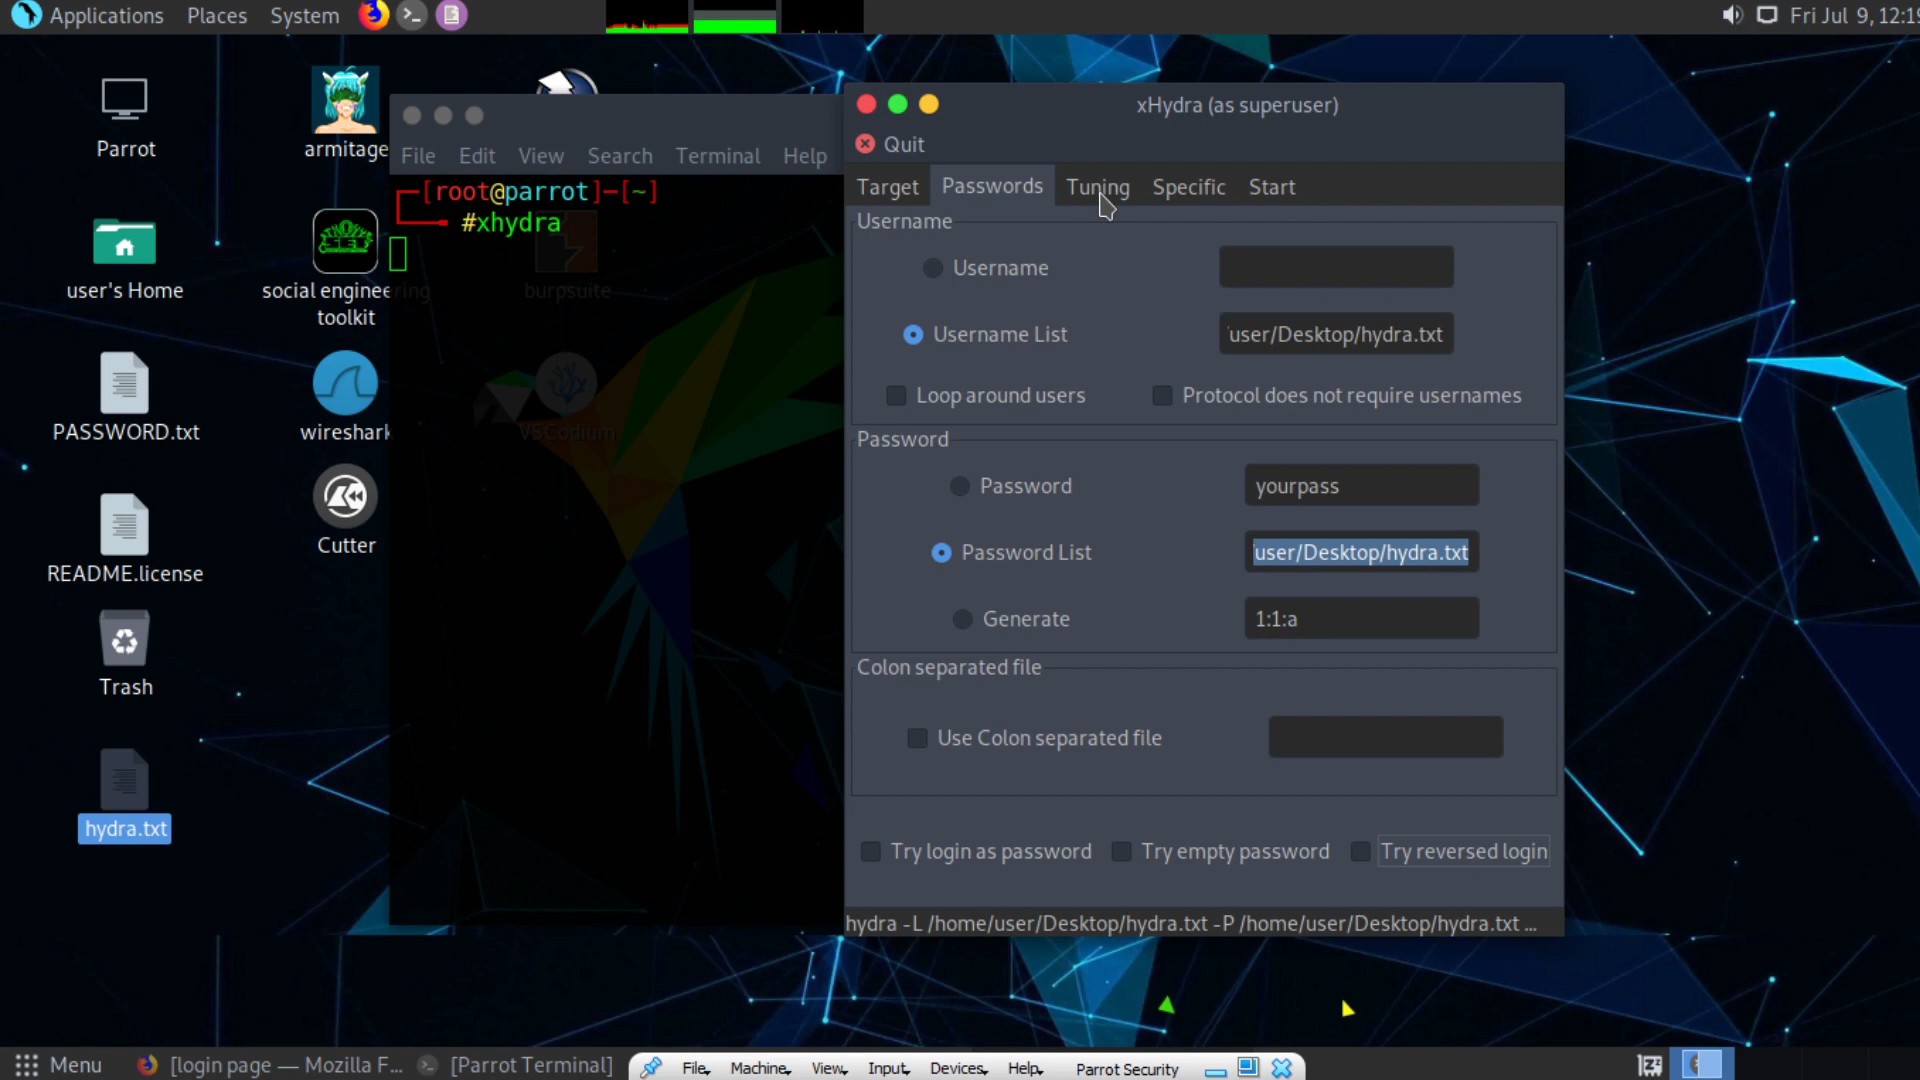 Applications Places System Fri Jul 9, 12:19
Parrot
armitage
user's Home
social engineering
toolkit
burpsuite
PASSWORD.txt
wireshark
VSCodium
README.license
Cutter
Trash
hydra.txt
File Edit View Search Terminal Help
[root@parrot]─[~]
#xhydra
xHydra (as superuser)
Quit
Target Passwords Tuning Specific Start
Username
Username
Username List user/Desktop/hydra.txt
Loop around users Protocol does not require usernames
Password
Password yourpass
Password List user/Desktop/hydra.txt
Generate 1:1:a
Colon separated file
Use Colon separated file
Try login as password Try empty password Try reversed login
hydra -L /home/user/Desktop/hydra.txt -P /home/user/Desktop/hydra.txt ...
Menu [login page — Mozilla F... [Parrot Terminal]
File Machine View Input Devices Help Parrot Security